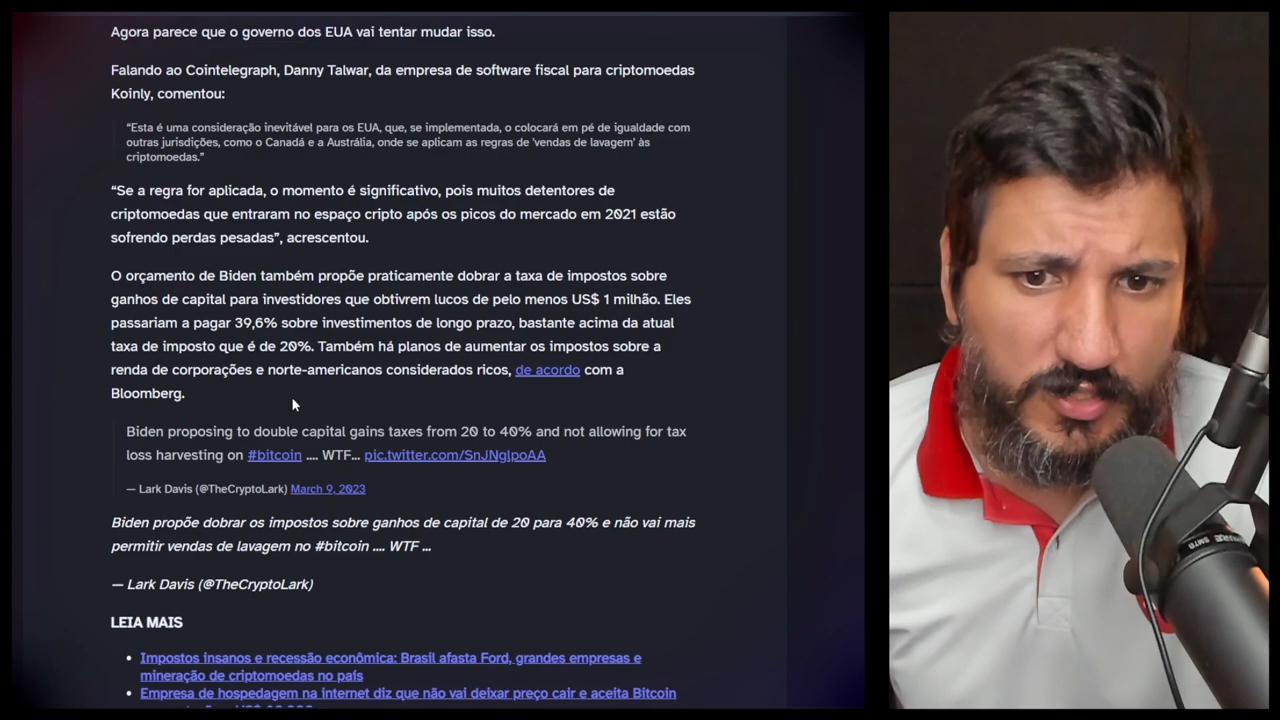 Agora parece que o governo dos EUA vai tentar mudar isso.
Falando ao Cointelegraph, Danny Talwar, da empresa de software fiscal para criptomoedas
Koinly, comentou:
“Esta é uma consideração inevitável para os EUA, que, se implementada, o colocará em pé de igualdade com
outras jurisdições, como o Canadá e a Austrália, onde se aplicam as regras de 'vendas de lavagem' às
criptomoedas.”
“Se a regra for aplicada, o momento é significativo, pois muitos detentores de
criptomoedas que entraram no espaço cripto após os picos do mercado em 2021 estão
sofrendo perdas pesadas”, acrescentou.
O orçamento de Biden também propõe praticamente dobrar a taxa de impostos sobre
ganhos de capital para investidores que obtivrem lucros de pelo menos US$ 1 milhão. Eles
passariam a pagar 39,6% sobre investimentos de longo prazo, bastante acima da atual
taxa de imposto que é de 20%. Também há planos de aumentar os impostos sobre a
renda de corporações e norte-americanos considerados ricos, de acordo com a
Bloomberg.
Biden proposing to double capital gains taxes from 20 to 40% and not allowing for tax
loss harvesting on #bitcoin .... WTF... pic.twitter.com/SnJNglpoAA
— Lark Davis (@TheCryptoLark) March 9, 2023
Biden propõe dobrar os impostos sobre ganhos de capital de 20 para 40% e não vai mais
permitir vendas de lavagem no #bitcoin .... WTF ...
— Lark Davis (@TheCryptoLark)
LEIA MAIS
• Impostos insanos e recessão econômica: Brasil afasta Ford, grandes empresas e
mineração de criptomoedas no país
• Empresa de hospedagem na internet diz que não vai deixar preço cair e aceita Bitcoin
SM7B